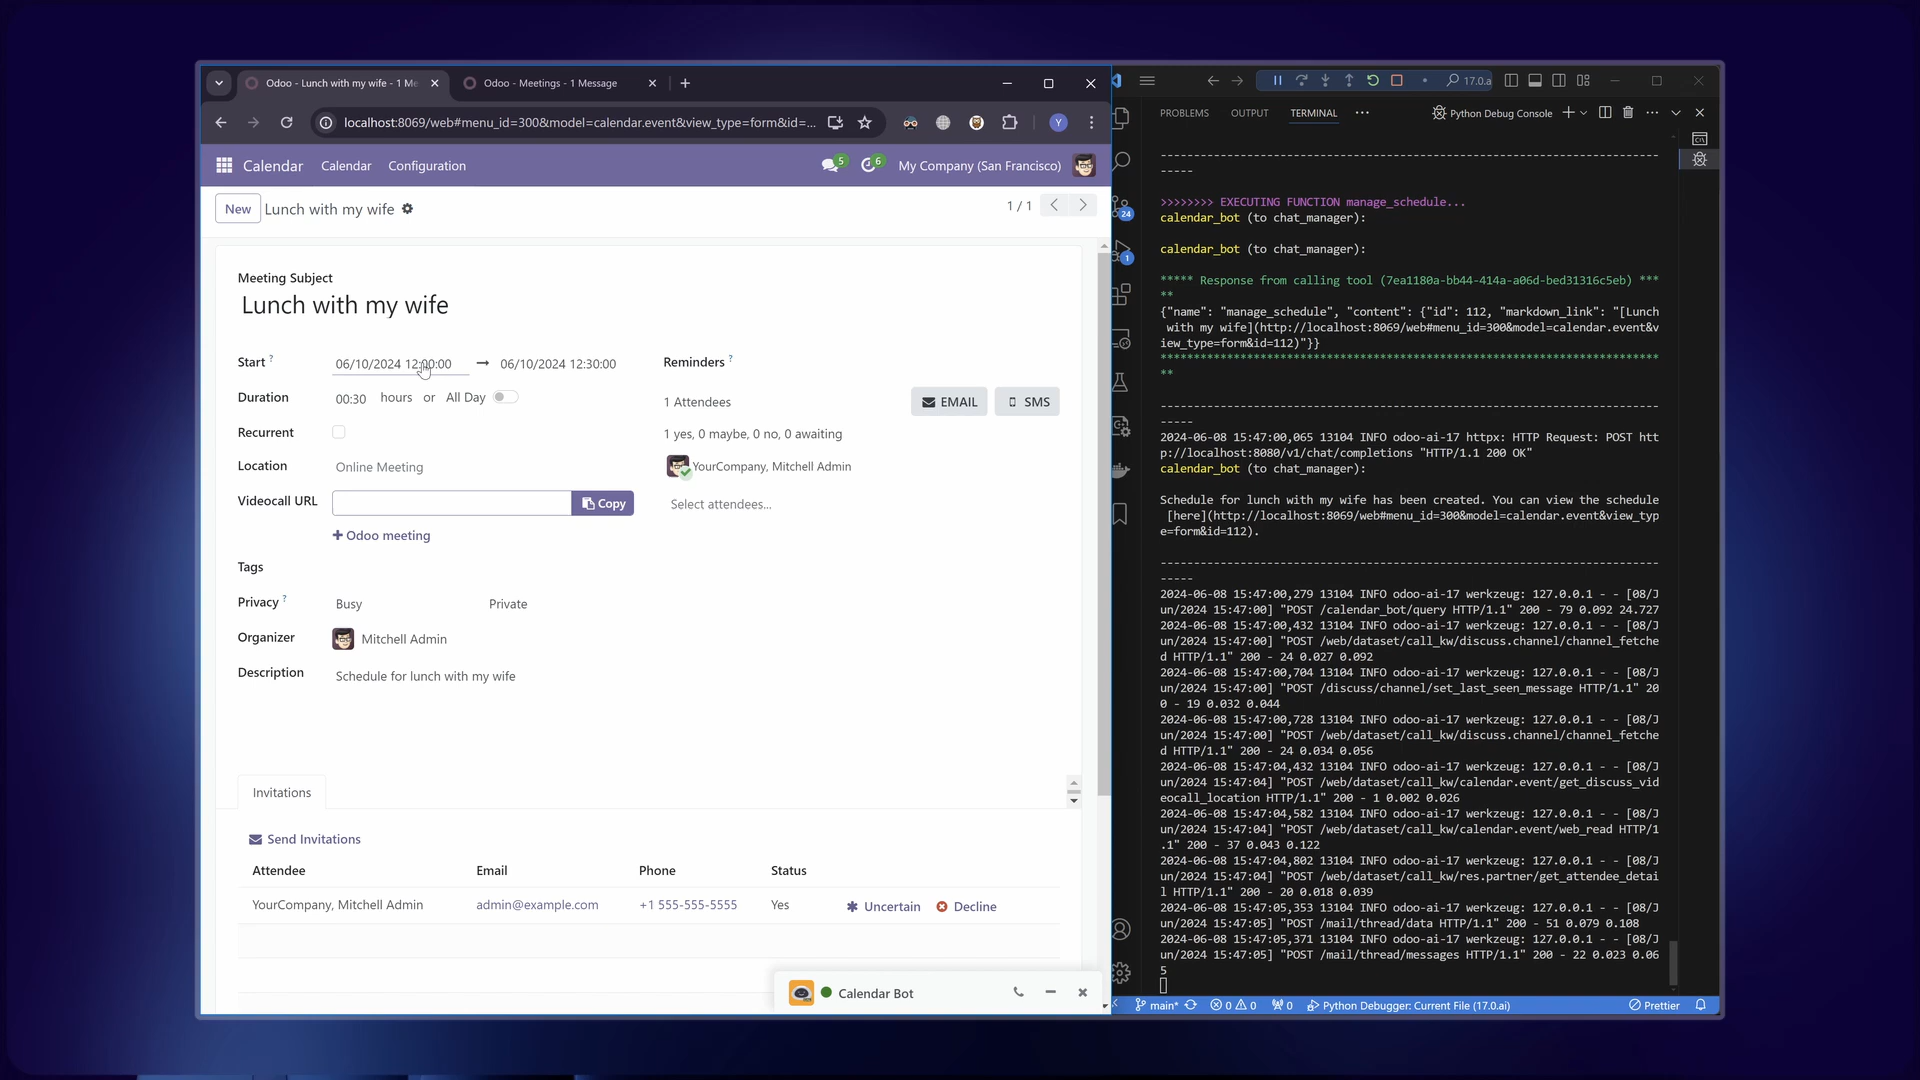 Odoo - Lunch with my wife - 1 Me
Odoo - Meetings - 1 Message
localhost:8069/web#menu_id=300&model=calendar.event&view_type=form&id=...
Y
Calendar
Calendar
Configuration
5
6
My Company (San Francisco)
New
Lunch with my wife
1 / 1
Meeting Subject
Lunch with my wife
Start ?
06/10/2024 12:00:00
06/10/2024 12:30:00
Duration
00:30 hours or All Day
Recurrent
Location
Online Meeting
Videocall URL
Copy
Odoo meeting
Tags
Privacy ?
Busy
Private
Organizer
Mitchell Admin
Description
Schedule for lunch with my wife
Reminders ?
1 Attendees
EMAIL
SMS
1 yes, 0 maybe, 0 no, 0 awaiting
YourCompany, Mitchell Admin
Select attendees...
Invitations
Send Invitations
Attendee Email Phone Status
YourCompany, Mitchell Admin admin@example.com +1 555-555-5555 Yes Uncertain Decline
Calendar Bot
17.0.a
PROBLEMS
OUTPUT
TERMINAL
Python Debug Console
24
1
--------------------------------------------------------------------------------
-----
>>>>>>>> EXECUTING FUNCTION manage_schedule...
calendar_bot (to chat_manager):
calendar_bot (to chat_manager):
***** Response from calling tool (7ea1180a-bb44-414a-a06d-bed31316c5eb) ***
**
{"name": "manage_schedule", "content": {"id": 112, "markdown_link": "[Lunch
with my wife](http://localhost:8069/web#menu_id=300&model=calendar.event&v
iew_type=form&id=112)"}}
***************************************************************************
**
--------------------------------------------------------------------------------
-----
2024-06-08 15:47:00,065 13104 INFO odoo-ai-17 httpx: HTTP Request: POST htt
p://localhost:8080/v1/chat/completions "HTTP/1.1 200 OK"
calendar_bot (to chat_manager):
Schedule for lunch with my wife has been created. You can view the schedule
[here](http://localhost:8069/web#menu_id=300&model=calendar.event&view_typ
e=form&id=112).
--------------------------------------------------------------------------------
-----
2024-06-08 15:47:00,279 13104 INFO odoo-ai-17 werkzeug: 127.0.0.1 - - [08/J
un/2024 15:47:00] "POST /calendar_bot/query HTTP/1.1" 200 - 79 0.092 24.727
2024-06-08 15:47:00,432 13104 INFO odoo-ai-17 werkzeug: 127.0.0.1 - - [08/J
un/2024 15:47:00] "POST /web/dataset/call_kw/discuss.channel/channel_fetche
d HTTP/1.1" 200 - 24 0.027 0.092
2024-06-08 15:47:00,704 13104 INFO odoo-ai-17 werkzeug: 127.0.0.1 - - [08/J
un/2024 15:47:00] "POST /discuss/channel/set_last_seen_message HTTP/1.1" 20
0 - 19 0.032 0.044
2024-06-08 15:47:00,728 13104 INFO odoo-ai-17 werkzeug: 127.0.0.1 - - [08/J
un/2024 15:47:00] "POST /web/dataset/call_kw/discuss.channel/channel_fetche
d HTTP/1.1" 200 - 24 0.034 0.056
2024-06-08 15:47:04,432 13104 INFO odoo-ai-17 werkzeug: 127.0.0.1 - - [08/J
un/2024 15:47:04] "POST /web/dataset/call_kw/calendar.event/get_discuss_vid
eocall_location HTTP/1.1" 200 - 1 0.002 0.026
2024-06-08 15:47:04,582 13104 INFO odoo-ai-17 werkzeug: 127.0.0.1 - - [08/J
un/2024 15:47:04] "POST /web/dataset/call_kw/calendar.event/web_read HTTP/1
.1" 200 - 37 0.043 0.122
2024-06-08 15:47:04,802 13104 INFO odoo-ai-17 werkzeug: 127.0.0.1 - - [08/J
un/2024 15:47:04] "POST /web/dataset/call_kw/res.partner/get_attendee_detai
l HTTP/1.1" 200 - 20 0.018 0.039
2024-06-08 15:47:05,353 13104 INFO odoo-ai-17 werkzeug: 127.0.0.1 - - [08/J
un/2024 15:47:05] "POST /mail/thread/data HTTP/1.1" 200 - 51 0.079 0.108
2024-06-08 15:47:05,371 13104 INFO odoo-ai-17 werkzeug: 127.0.0.1 - - [08/J
un/2024 15:47:05] "POST /mail/thread/messages HTTP/1.1" 200 - 22 0.023 0.06
5
main* 0 0 0 Python Debugger: Current File (17.0.ai) Prettier